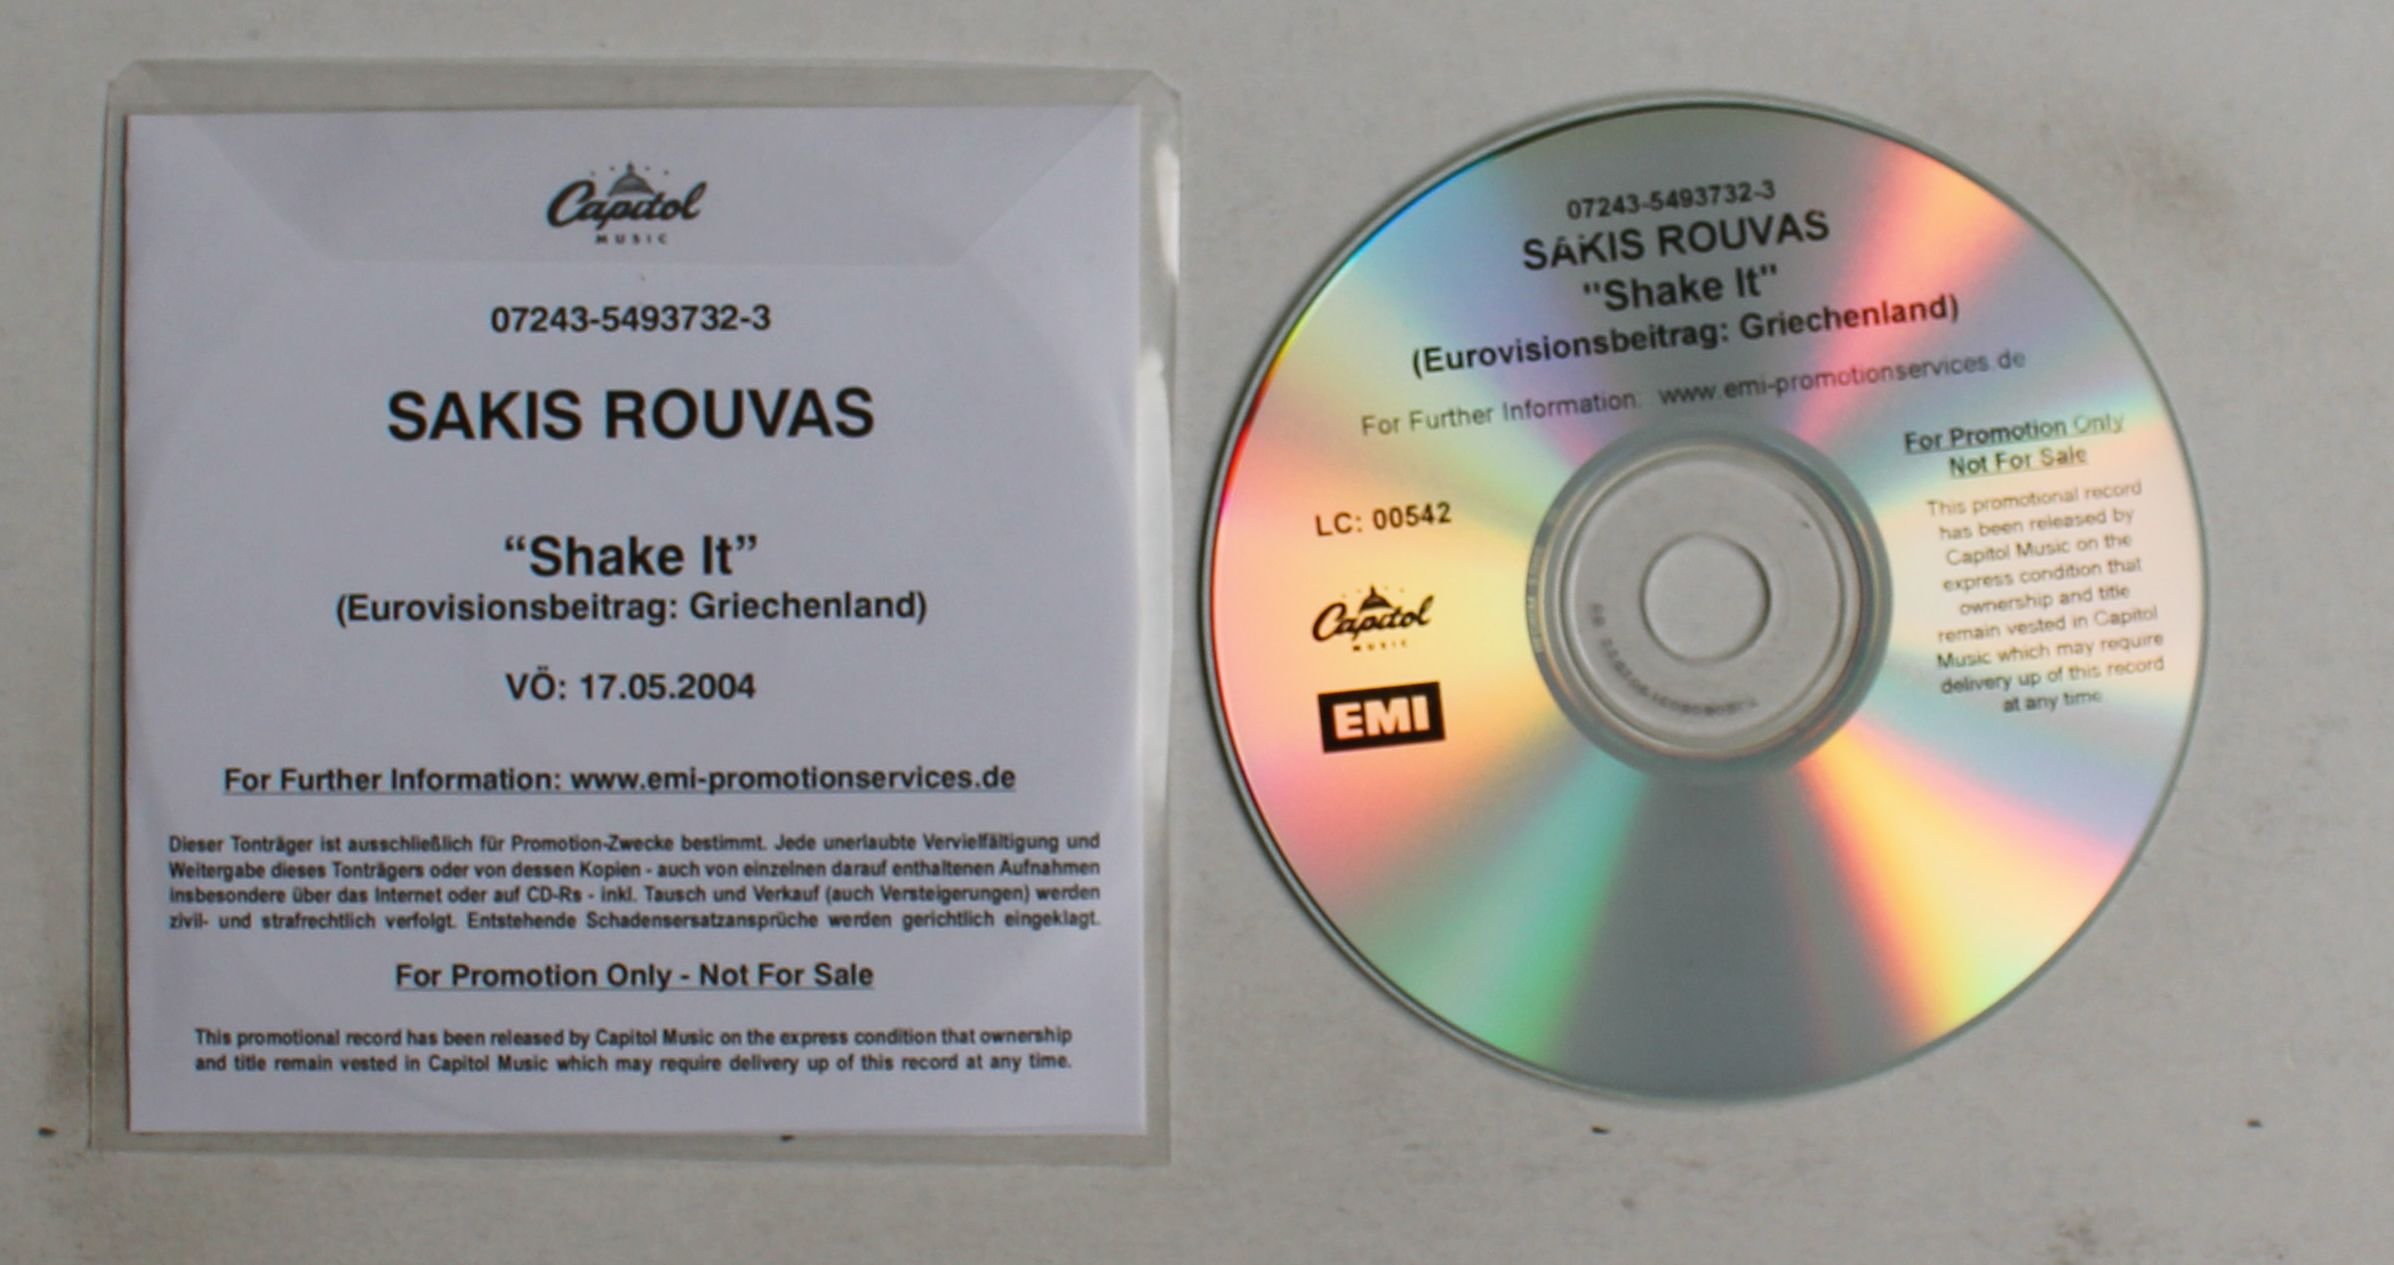 Capitol
MUSIC
07243-5493732-3
SAKIS ROUVAS
“Shake It”
(Eurovisionsbeitrag: Griechenland)
VÖ: 17.05.2004
For Further Information: www.emi-promotionservices.de
Dieser Tonträger ist ausschließlich für Promotion-Zwecke bestimmt. Jede unerlaubte Vervielfältigung und
Weitergabe dieses Tonträgers oder von dessen Kopien - auch von einzelnen darauf enthaltenen Aufnahmen
insbesondere über das Internet oder auf CD-Rs - inkl. Tausch und Verkauf (auch Versteigerungen) werden
zivil- und strafrechtlich verfolgt. Entstehende Schadensersatzansprüche werden gerichtlich eingeklagt.
For Promotion Only - Not For Sale
This promotional record has been released by Capitol Music on the express condition that ownership
and title remain vested in Capitol Music which may require delivery up of this record at any time.
07243-5493732-3
SAKIS ROUVAS
"Shake It"
(Eurovisionsbeitrag: Griechenland)
For Further Information: www.emi-promotionservices.de
LC: 00542
Capitol
MUSIC
EMI
For Promotion Only
Not For Sale
This promotional record
has been released by
Capitol Music on the
express condition that
ownership and title
remain vested in Capitol
Music which may require
delivery up of this record
at any time